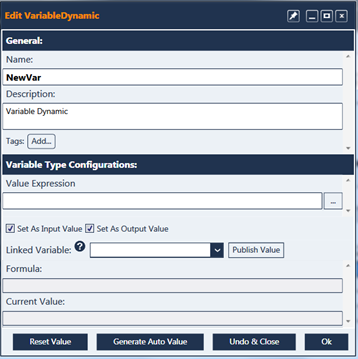 Edit VariableDynamic
General:
Name:
NewVar
Description:
Variable Dynamic
Tags: Add...
Variable Type Configurations:
Value Expression
...
Set As Input Value Set As Output Value
Linked Variable: ? Publish Value
Formula:
Current Value:
Reset Value Generate Auto Value Undo & Close Ok